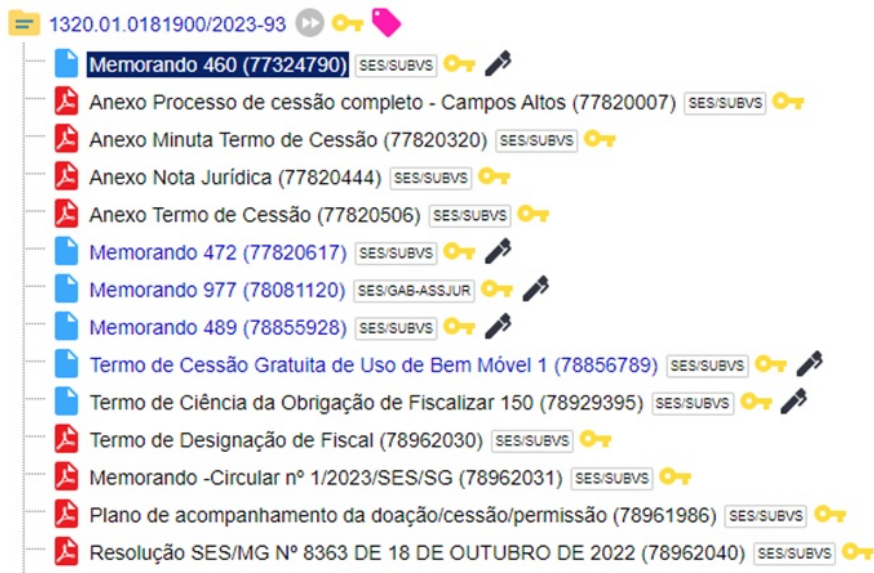 1320.01.0181900/2023-93
Memorando 460 (77324790) SES/SUBVS
Anexo Processo de cessão completo - Campos Altos (77820007) SES/SUBVS
Anexo Minuta Termo de Cessão (77820320) SES/SUBVS
Anexo Nota Jurídica (77820444) SES/SUBVS
Anexo Termo de Cessão (77820506) SES/SUBVS
Memorando 472 (77820617) SES/SUBVS
Memorando 977 (78081120) SES/GAB-ASSJUR
Memorando 489 (78855928) SES/SUBVS
Termo de Cessão Gratuita de Uso de Bem Móvel 1 (78856789) SES/SUBVS
Termo de Ciência da Obrigação de Fiscalizar 150 (78929395) SES/SUBVS
Termo de Designação de Fiscal (78962030) SES/SUBVS
Memorando -Circular nº 1/2023/SES/SG (78962031) SES/SUBVS
Plano de acompanhamento da doação/cessão/permissão (78961986) SES/SUBVS
Resolução SES/MG Nº 8363 DE 18 DE OUTUBRO DE 2022 (78962040) SES/SUBVS